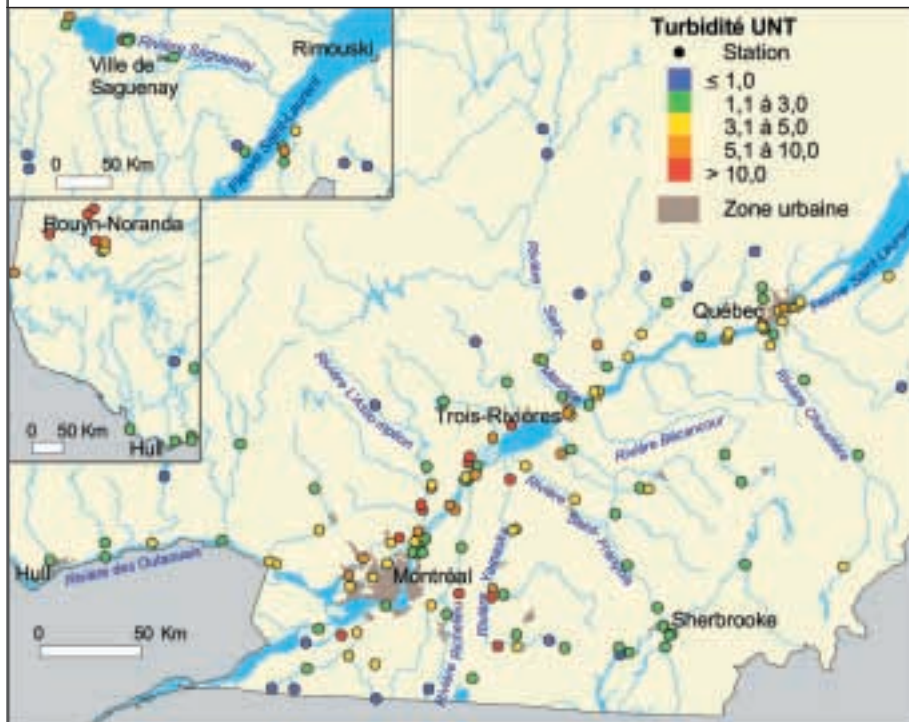 Turbidité UNT
Station
≤ 1,0
1,1 à 3,0
3,1 à 5,0
5,1 à 10,0
> 10,0
Zone urbaine
Rivière Saguenay
Ville de
Saguenay
Rimouski
Fleuve Saint-Laurent
0 50 Km
Rouyn-Noranda
0 50 Km
Hull
Rivière
Saint-
Maurice
Québec
Fleuve Saint-Laurent
Rivière L'Assomption
Trois-Rivières
Rivière Bécancour
Rivière Chaudière
Rivière Saint-François
Rivière Yamaska
Rivière Richelieu
Hull
Rivière des Outaouais
Montréal
Sherbrooke
0 50 Km